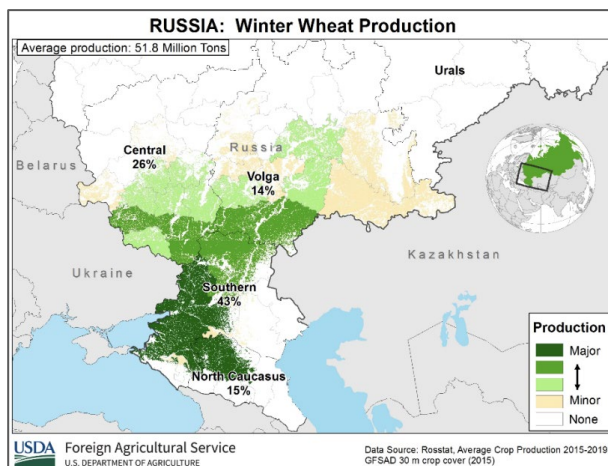 RUSSIA: Winter Wheat Production
Average production: 51.8 Million Tons
Urals
Central
26%
Russia
Belarus
Volga
14%
Kazakhstan
Ukraine
Southern
43%
North Caucasus
15%
Production
Major
Minor
None
USDA Foreign Agricultural Service
U.S. DEPARTMENT OF AGRICULTURE
Data Source: Rosstat, Average Crop Production 2015-2019
GFSAD 30 m crop cover (2015)